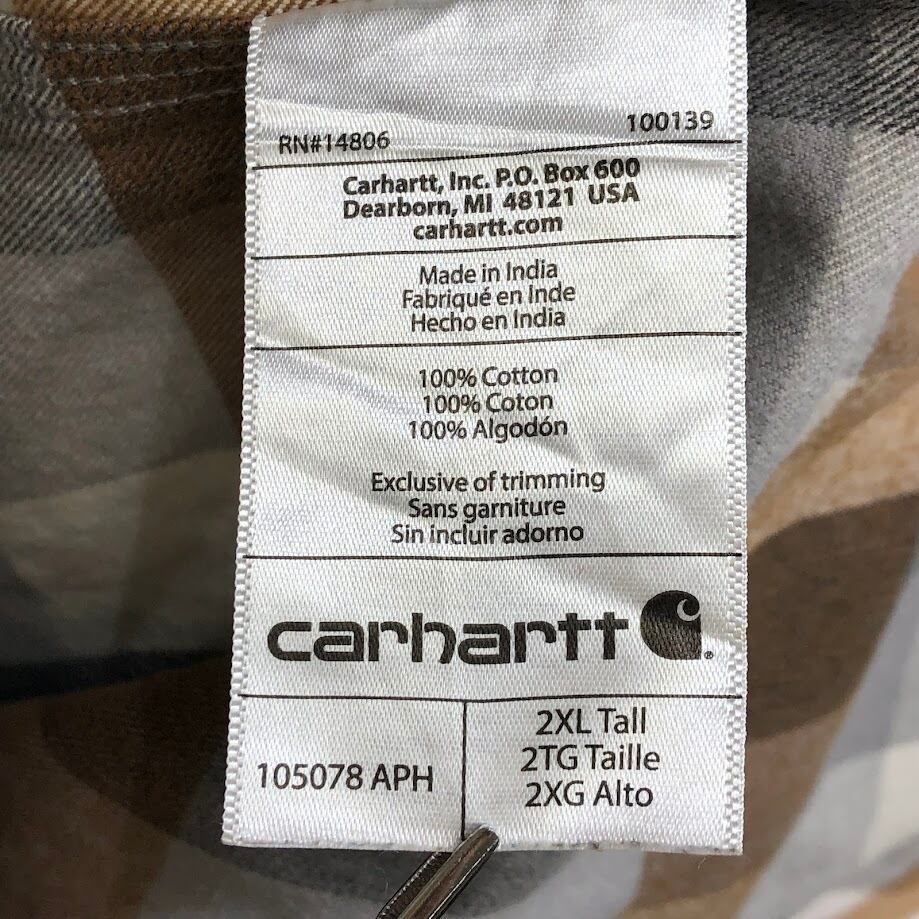 RN#14806 100139
Carhartt, Inc. P.O. Box 600
Dearborn, MI 48121 USA
carhartt.com
Made in India
Fabriqué en Inde
Hecho en India
100% Cotton
100% Coton
100% Algodón
Exclusive of trimming
Sans garniture
Sin incluir adorno
carhartt®
105078 APH
2XL Tall
2TG Taille
2XG Alto